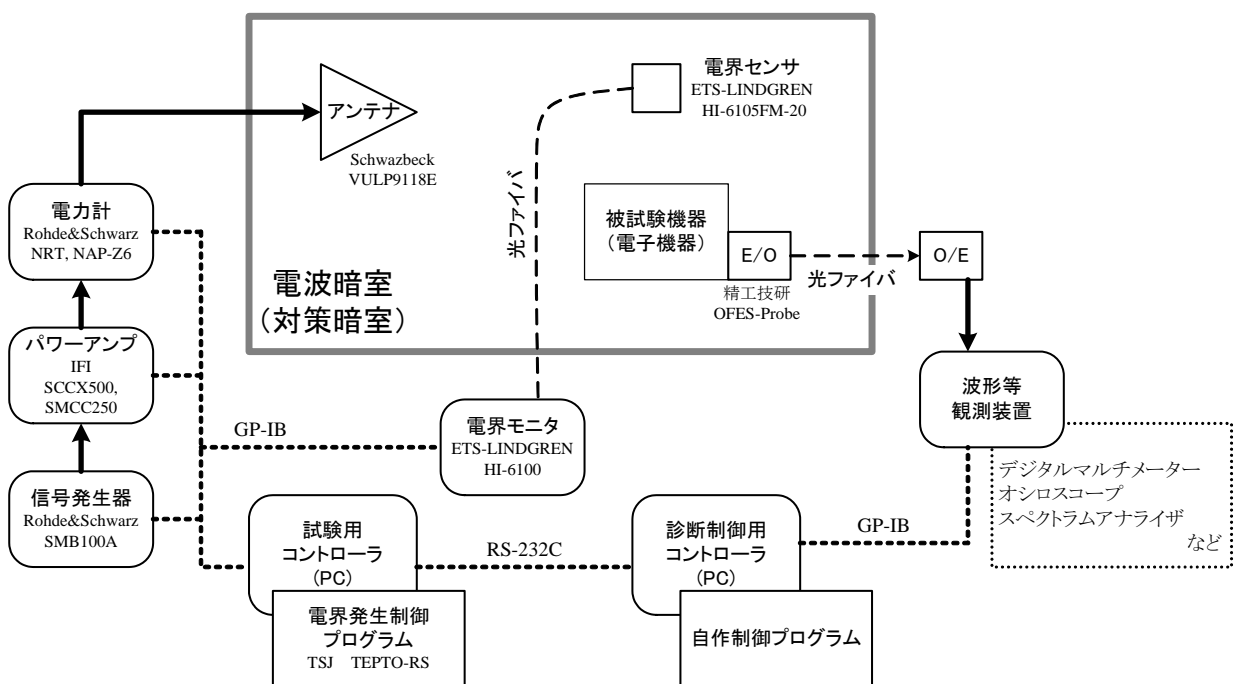 アンテナ
Schwazbeck
VULP9118E
電界センサ
ETS-LINDGREN
HI-6105FM-20
光ファイバ
電力計
Rohde&Schwarz
NRT, NAP-Z6
被試験機器
(電子機器)
E/O
光ファイバ
O/E
精工技研
OFES-Probe
電波暗室
(対策暗室)
パワーアンプ
IFI
SCCX500,
SMCC250
波形等
観測装置
GP-IB
電界モニタ
ETS-LINDGREN
HI-6100
デジタルマルチメーター
オシロスコープ
スペクトラムアナライザ
など
信号発生器
Rohde&Schwarz
SMB100A
試験用
コントローラ
(PC)
RS-232C
診断制御用
コントローラ
(PC)
GP-IB
電界発生制御
プログラム
TSJ TEPTO-RS
自作制御プログラム